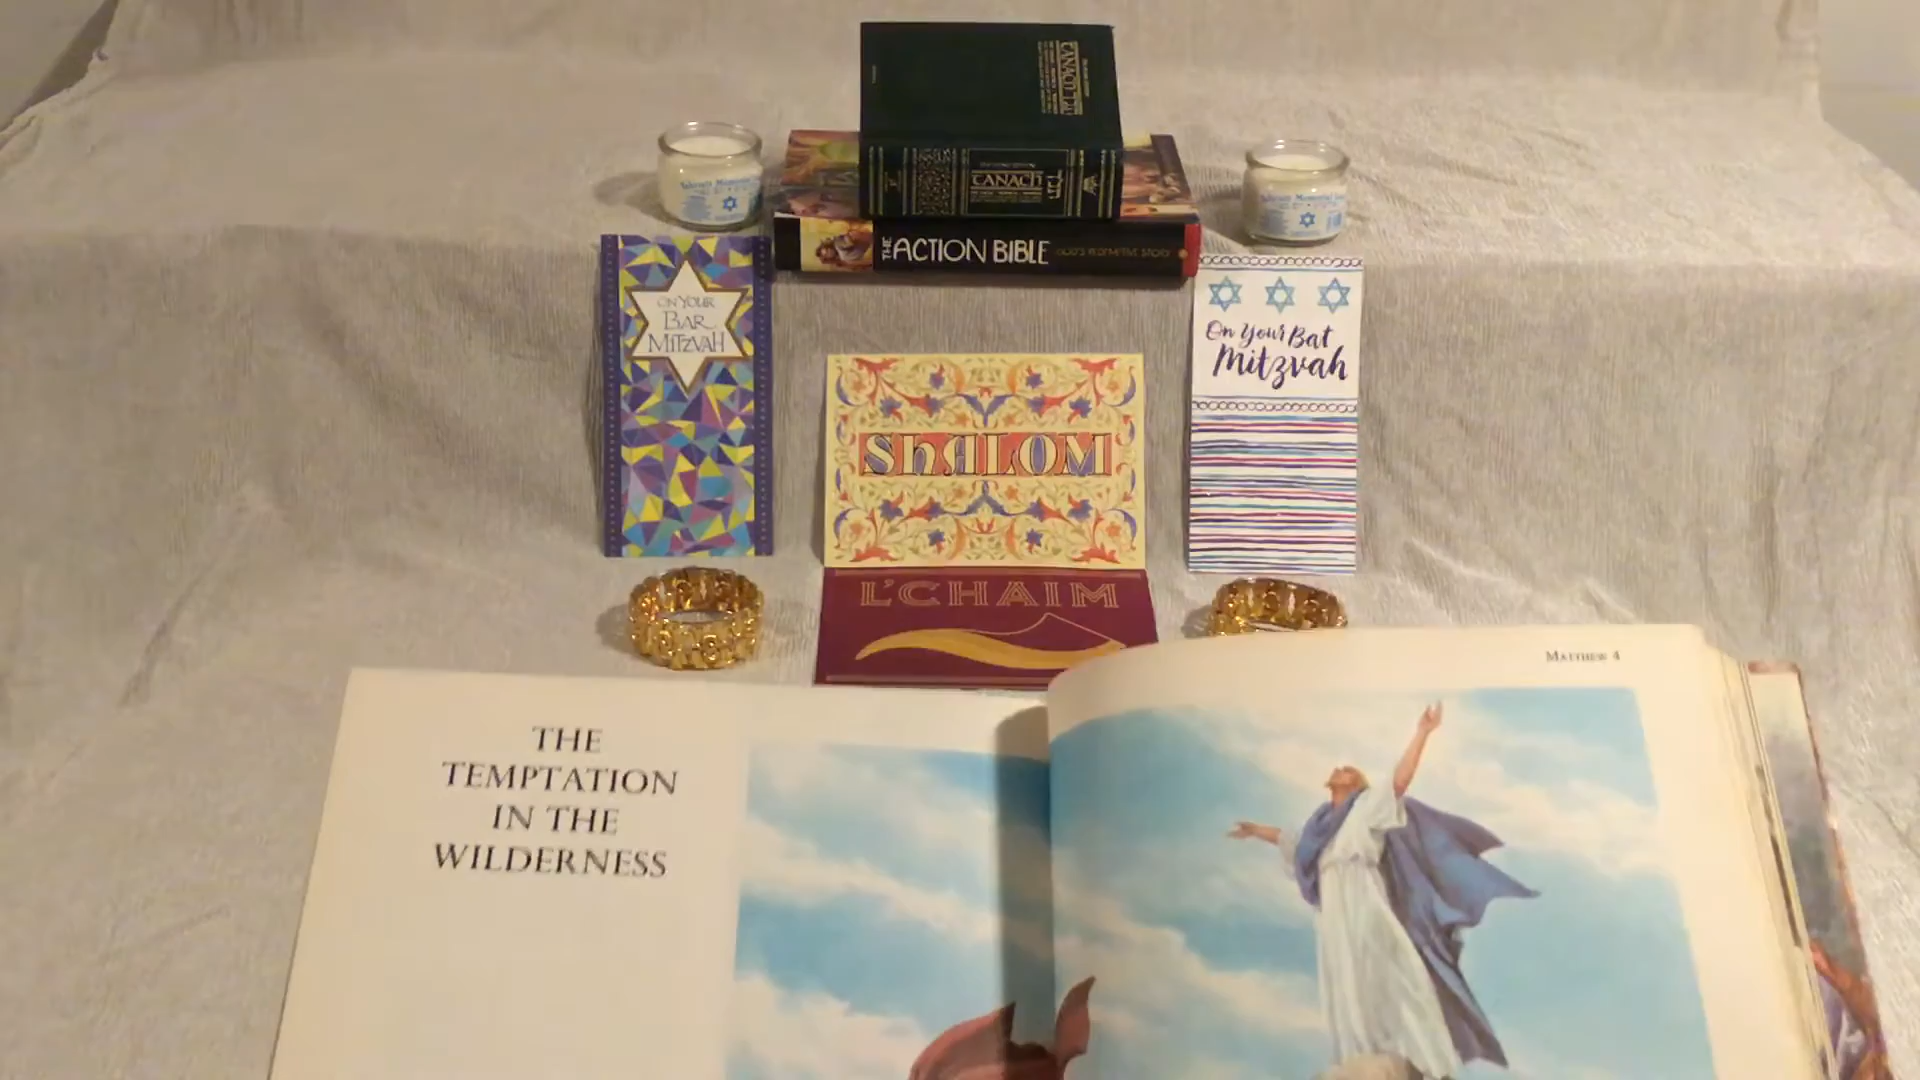 TANACH
THE ACTION BIBLE GOD'S REDEMPTIVE STORY
ON YOUR
BAR
MITZVAH
On Your Bat
Mitzvah
SHALOM
L'CHAIM
MATTHEW 4
THE
TEMPTATION
IN THE
WILDERNESS